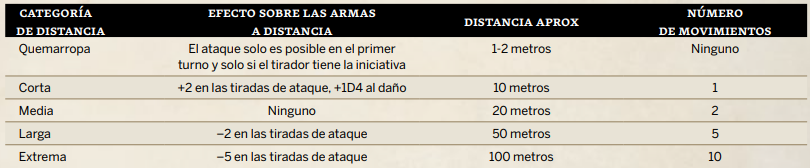 CATEGORÍA DE DISTANCIA | EFECTO SOBRE LAS ARMAS A DISTANCIA | DISTANCIA APROX | NÚMERO DE MOVIMIENTOS
Quemarropa | El ataque solo es posible en el primer turno y solo si el tirador tiene la iniciativa | 1-2 metros | Ninguno
Corta | +2 en las tiradas de ataque, +1D4 al daño | 10 metros | 1
Media | Ninguno | 20 metros | 2
Larga | −2 en las tiradas de ataque | 50 metros | 5
Extrema | −5 en las tiradas de ataque | 100 metros | 10